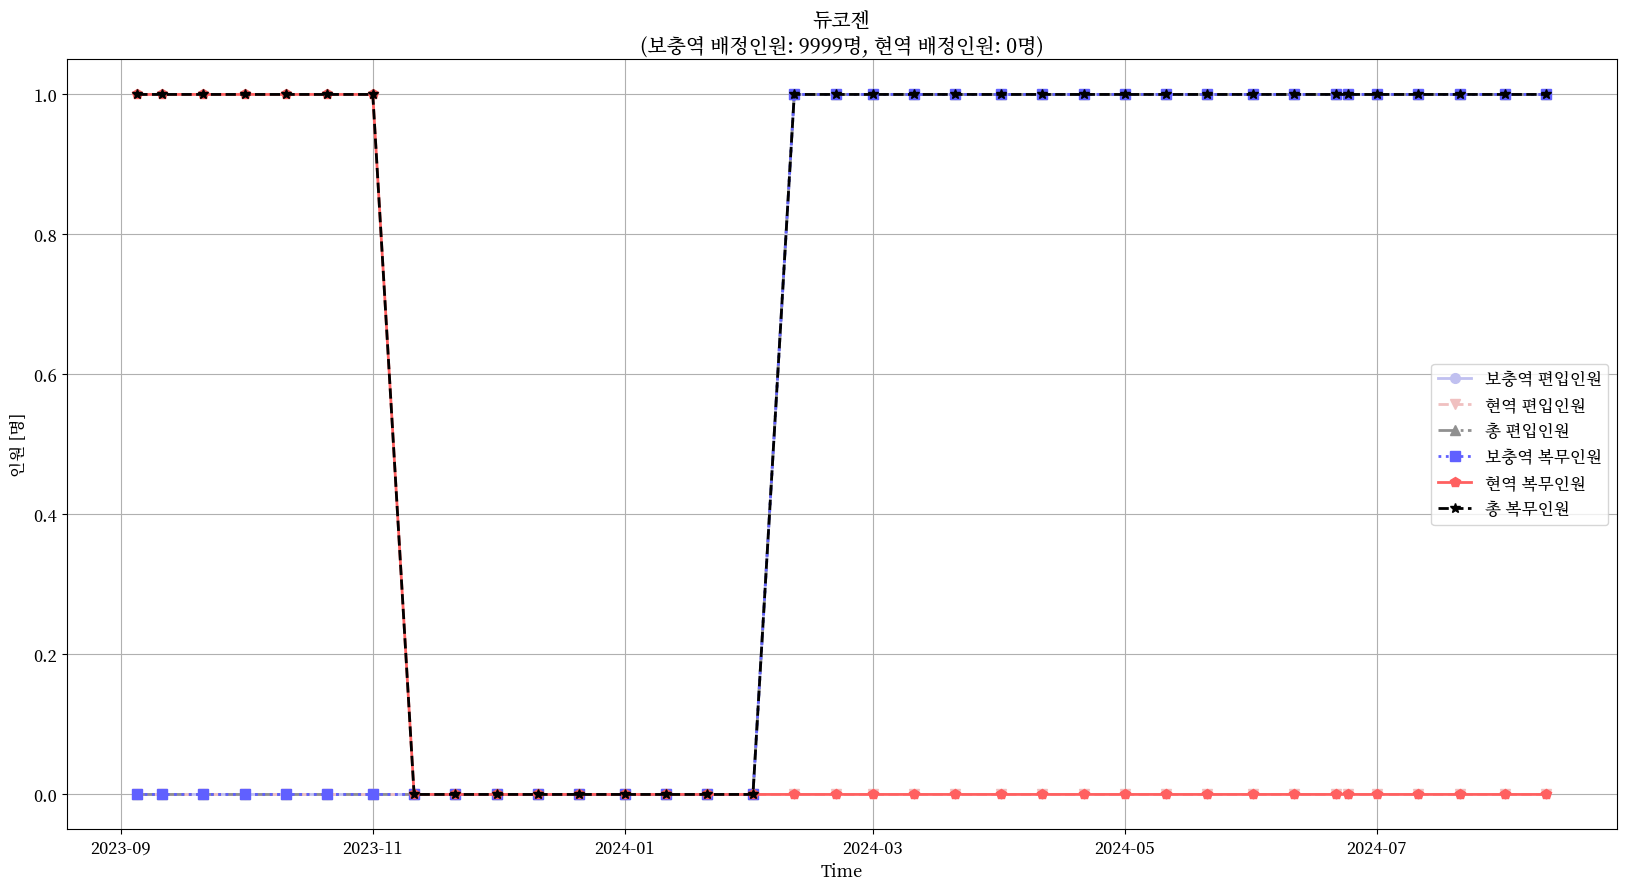 듀코젠
(보충역 배정인원: 9999명, 현역 배정인원: 0명)
1.0
0.8
0.6
0.4
0.2
0.0
인원 [명]
보충역 편입인원
현역 편입인원
총 편입인원
보충역 복무인원
현역 복무인원
총 복무인원
2023-09
2023-11
2024-01
2024-03
2024-05
2024-07
Time